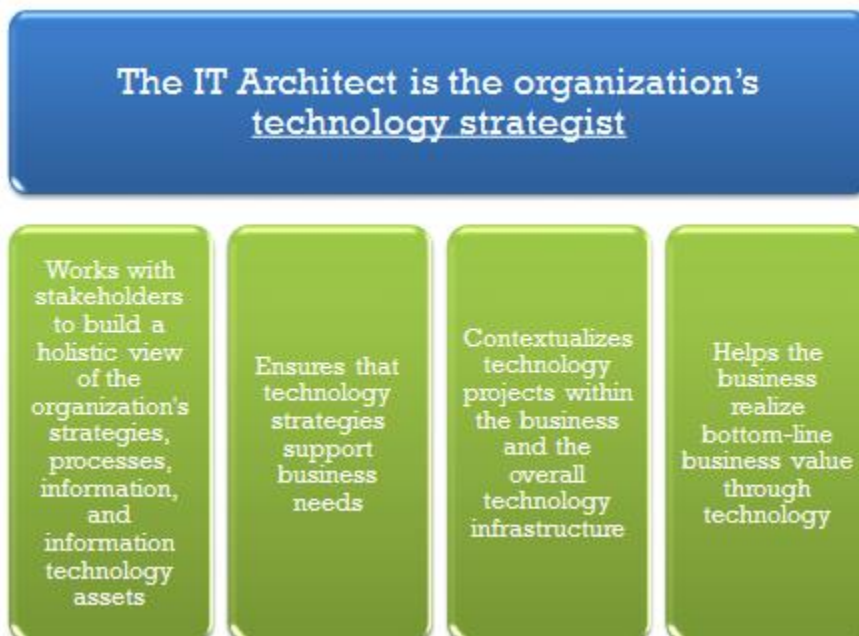 The IT Architect is the organization's
technology strategist
Works with
stakeholders
to build a
holistic view
of the
organization's
strategies,
processes,
information,
and
information
technology
assets
Ensures that
technology
strategies
support
business
needs
Contextualizes
technology
projects within
the business
and the
overall
technology
infrastructure
Helps the
business
realize
bottom-line
business value
through
technology